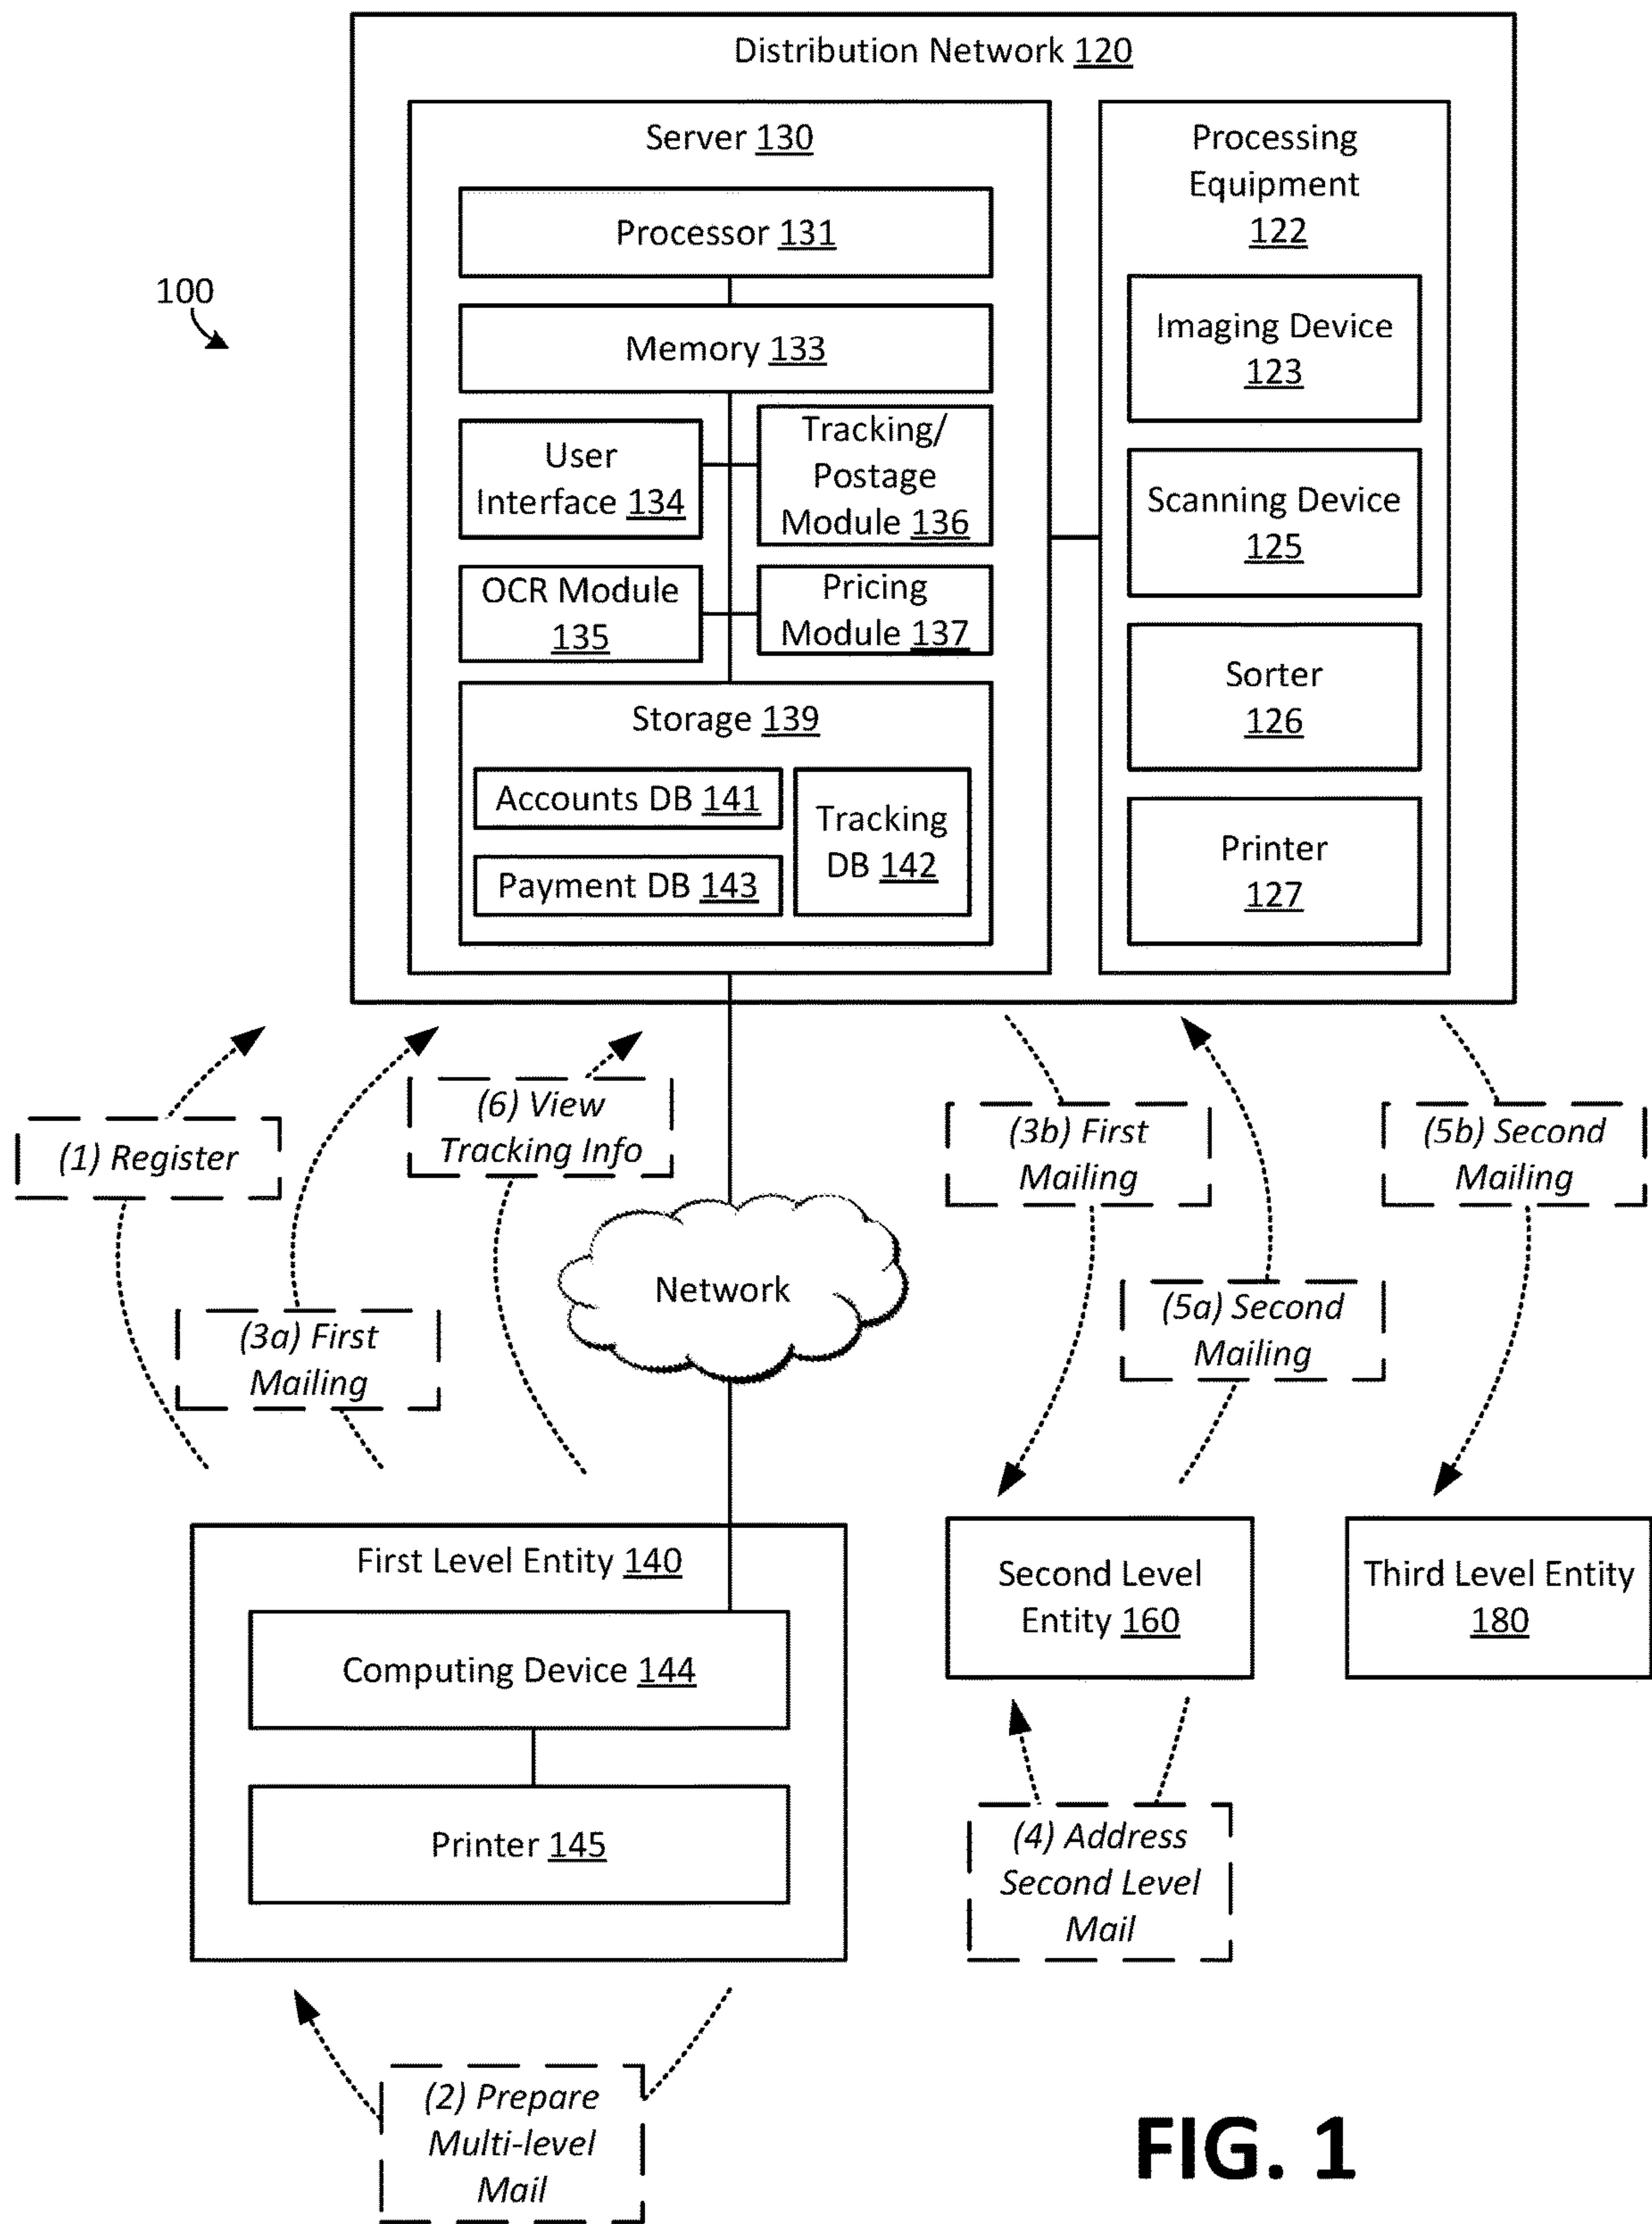 Distribution Network 120
Server 130
Processor 131
Memory 133
User
Interface 134
Tracking/
Postage
Module 136
OCR Module
135
Pricing
Module 137
Storage 139
Accounts DB 141
Payment DB 143
Tracking
DB 142
Processing
Equipment
122
Imaging Device
123
Scanning Device
125
Sorter
126
Printer
127
100
(1) Register
(3a) First
Mailing
(6) View
Tracking Info
Network
(3b) First
Mailing
(5a) Second
Mailing
(5b) Second
Mailing
First Level Entity 140
Computing Device 144
Printer 145
Second Level
Entity 160
Third Level Entity
180
(4) Address
Second Level
Mail
(2) Prepare
Multi-level
Mail
FIG. 1